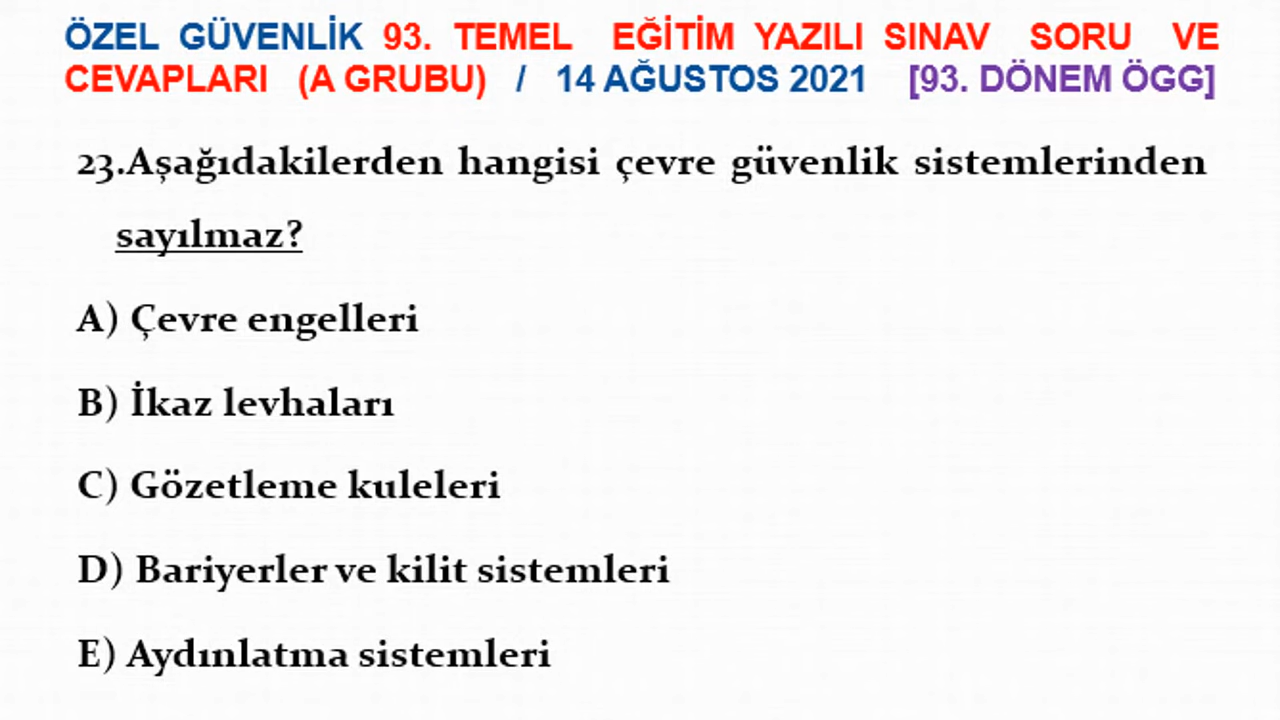 ÖZEL GÜVENLİK 93. TEMEL EĞİTİM YAZILI SINAV SORU VE
CEVAPLARI (A GRUBU) / 14 AĞUSTOS 2021 [93. DÖNEM ÖGG]
23.Aşağıdakilerden hangisi çevre güvenlik sistemlerinden
sayılmaz?
A) Çevre engelleri
B) İkaz levhaları
C) Gözetleme kuleleri
D) Bariyerler ve kilit sistemleri
E) Aydınlatma sistemleri